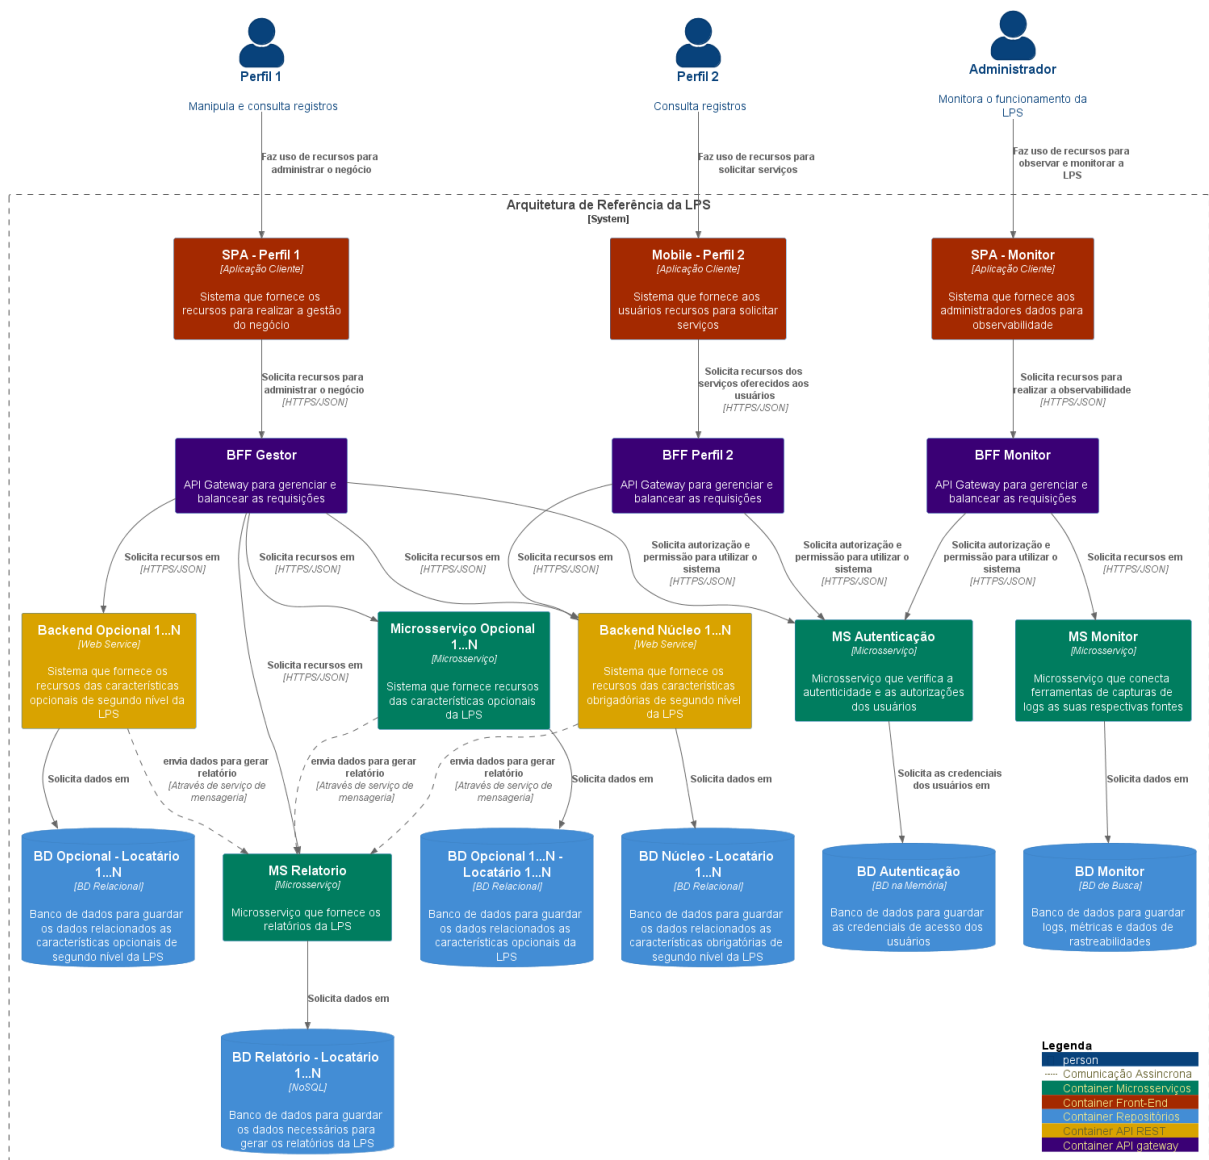 Perfil 1
Manipula e consulta registros
Perfil 2
Consulta registros
Administrador
Monitora o funcionamento da
LPS
Faz uso de recursos para
administrar o negócio
Faz uso de recursos para
solicitar serviços
Faz uso de recursos para
observar e monitorar a
LPS
Arquitetura de Referência da LPS
[System]
SPA - Perfil 1
[Aplicação Cliente]
Sistema que fornece os
recursos para realizar a gestão
do negócio
Mobile - Perfil 2
[Aplicação Cliente]
Sistema que fornece aos
usuários recursos para solicitar
serviços
SPA - Monitor
[Aplicação Cliente]
Sistema que fornece aos
administradores dados para
observabilidade
Solicita recursos para
administrar o negócio
[HTTPS/JSON]
Solicita recursos dos
serviços oferecidos aos
usuários
[HTTPS/JSON]
Solicita recursos para
realizar a observabilidade
[HTTPS/JSON]
BFF Gestor
API Gateway para gerenciar e
balancear as requisições
BFF Perfil 2
API Gateway para gerenciar e
balancear as requisições
BFF Monitor
API Gateway para gerenciar e
balancear as requisições
Solicita recursos em
[HTTPS/JSON]
Solicita recursos em
[HTTPS/JSON]
Solicita recursos em
[HTTPS/JSON]
Solicita recursos em
[HTTPS/JSON]
Solicita autorização e
permissão para utilizar o
sistema
[HTTPS/JSON]
Solicita autorização e
permissão para utilizar o
sistema
[HTTPS/JSON]
Solicita autorização e
permissão para utilizar o
sistema
[HTTPS/JSON]
Solicita recursos em
[HTTPS/JSON]
Backend Opcional 1...N
[Web Service]
Sistema que fornece os
recursos das características
opcionais de segundo nível da
LPS
Solicita recursos em
[HTTPS/JSON]
Microsserviço Opcional
1...N
[Microsserviço]
Sistema que fornece recursos
das características opcionais
da LPS
Backend Núcleo 1...N
[Web Service]
Sistema que fornece os
recursos das características
obrigatórias de segundo nível
da LPS
MS Autenticação
[Microsserviço]
Microsserviço que verifica a
autenticidade e as autorizações
dos usuários
MS Monitor
[Microsserviço]
Microsserviço que conecta
ferramentas de capturas de
logs as suas respectivas fontes
Solicita dados em
envia dados para gerar
relatório
[Através de serviço de
mensageria]
envia dados para gerar
relatório
[Através de serviço de
mensageria]
envia dados para gerar
relatório
[Através de serviço de
mensageria]
Solicita dados em
Solicita dados em
Solicita as credenciais
dos usuários em
Solicita dados em
BD Opcional - Locatário
1...N
[BD Relacional]
Banco de dados para guardar
os dados relacionados as
características opcionais de
segundo nível da LPS
MS Relatorio
[Microsserviço]
Microsserviço que fornece os
relatórios da LPS
BD Opcional 1...N -
Locatário 1...N
[BD Relacional]
Banco de dados para guardar
os dados relacionados as
características opcionais da
LPS
BD Núcleo - Locatário
1...N
[BD Relacional]
Banco de dados para guardar
os dados relacionados as
características obrigatórias de
segundo nível da LPS
BD Autenticação
[BD na Memória]
Banco de dados para guardar
as credenciais de acesso dos
usuários
BD Monitor
[BD de Busca]
Banco de dados para guardar
logs, métricas e dados de
rastreabilidades
Solicita dados em
BD Relatório - Locatário
1...N
[NoSQL]
Banco de dados para guardar
os dados necessários para
gerar os relatórios da LPS
Legenda
person
Comunicação Assincrona
Container Microsserviços
Container Front-End
Container Repositórios
Container API REST
Container API gateway